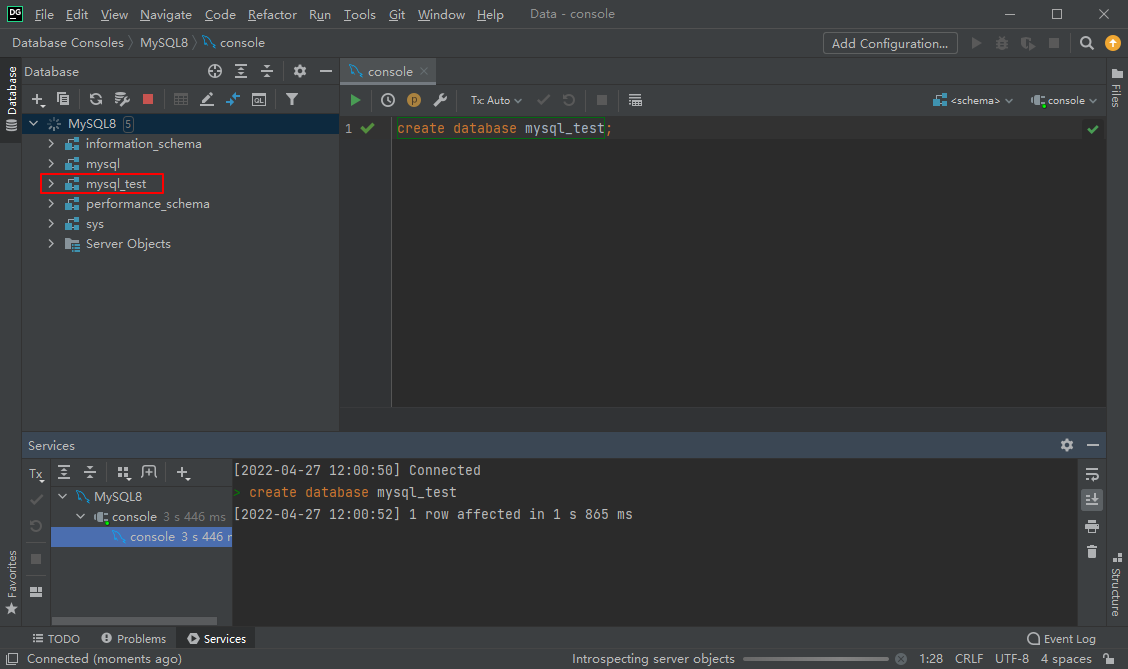 DG File Edit View Navigate Code Refactor Run Tools Git Window Help Data - console
Database Consoles MySQL8 console Add Configuration...
Database
Database
console
Files
Tx: Auto <schema> console
QL
p
MySQL8 5
information_schema
mysql
mysql_test
performance_schema
sys
Server Objects
1 create database mysql_test;
Services
Tx
MySQL8
console 3 s 446 ms
console 3 s 446 r
[2022-04-27 12:00:50] Connected
> create database mysql_test
[2022-04-27 12:00:52] 1 row affected in 1 s 865 ms
Favorites
Structure
TODO Problems Services Event Log
Connected (moments ago) Introspecting server objects 1:28 CRLF UTF-8 4 spaces